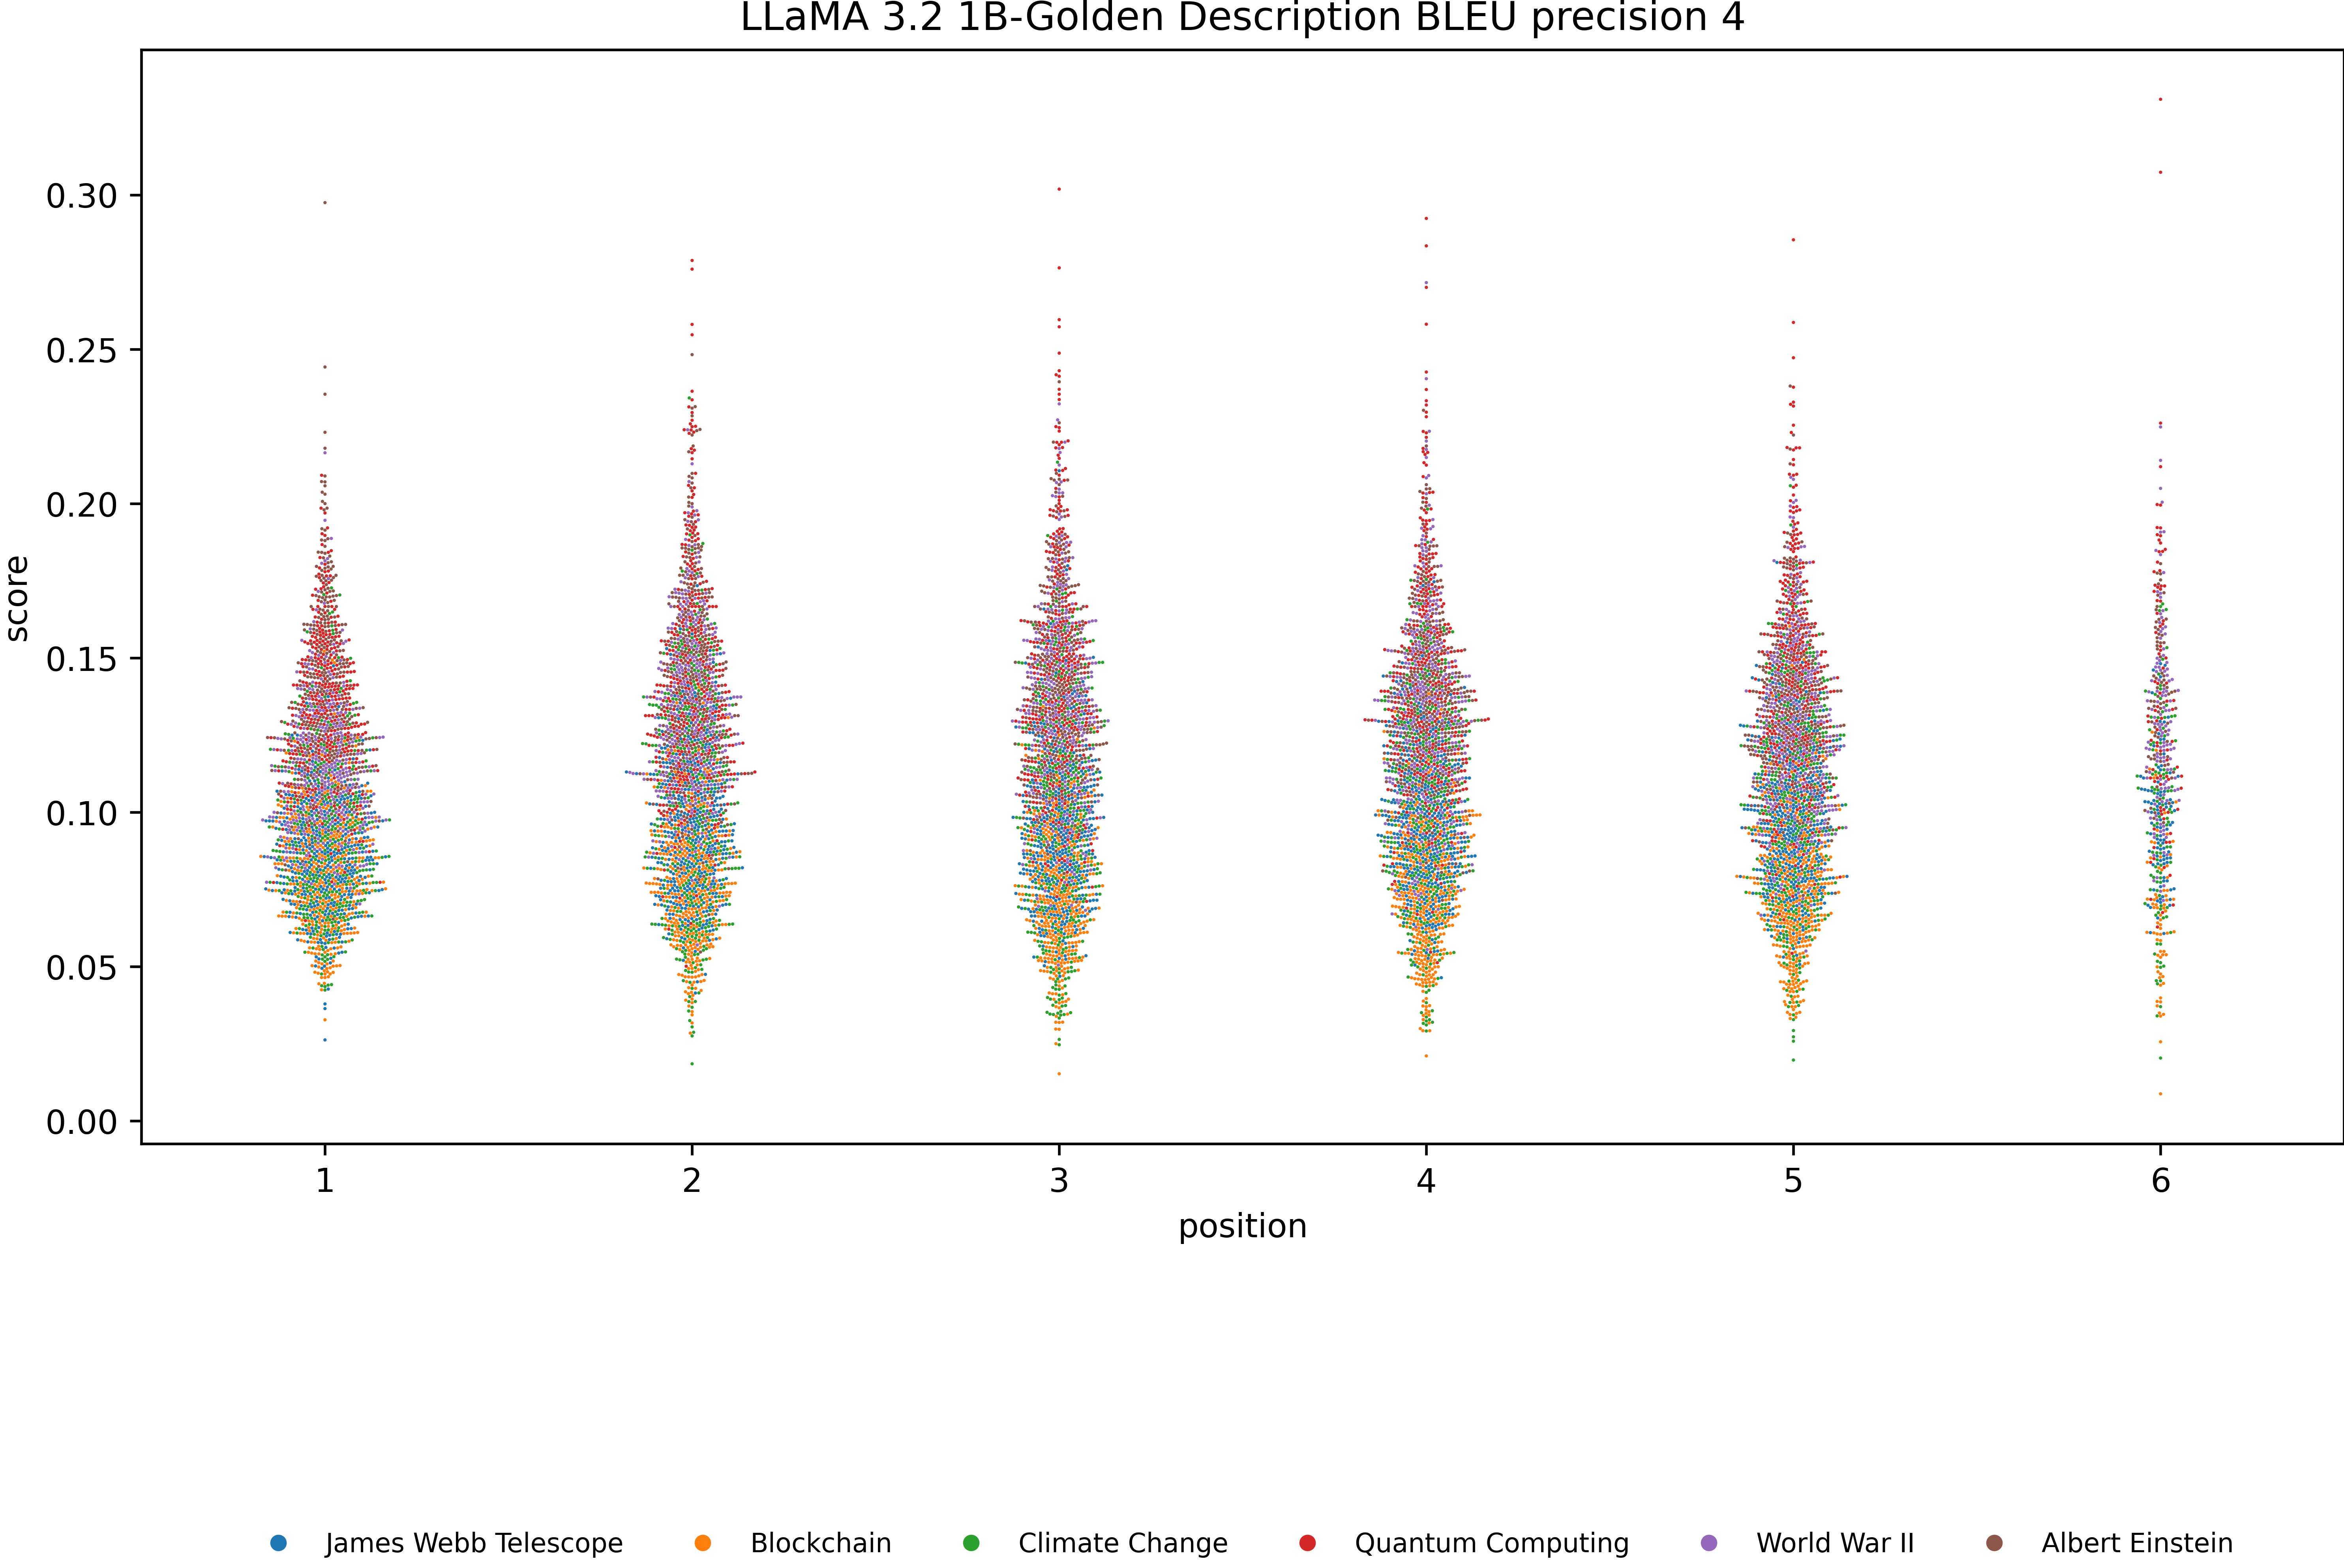 LLaMA 3.2 1B-Golden Description BLEU precision 4
score
0.30
0.25
0.20
0.15
0.10
0.05
0.00
1 2 3 4 5 6
position
James Webb Telescope Blockchain Climate Change Quantum Computing World War II Albert Einstein